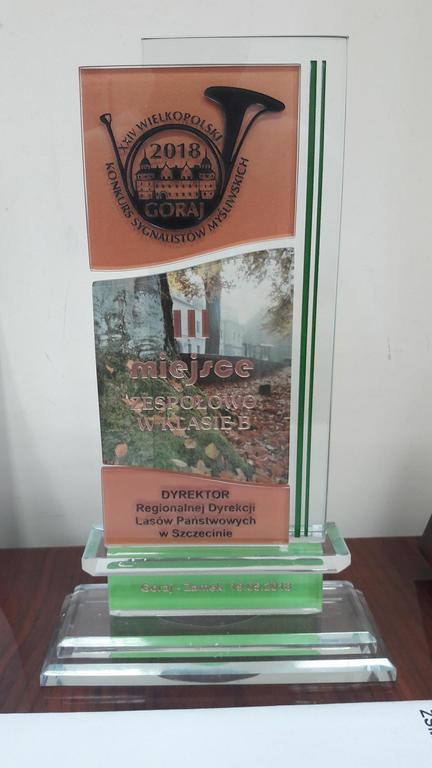 XXIV WIELKOPOLSKI
2018
GORAJ
KONKURS SYGNALISTÓW MYŚLIWSKICH
miejsce
ZESPOŁOWO
W KLASIE B
DYREKTOR
Regionalnej Dyrekcji
Lasów Państwowych
w Szczecinie
Goraj - Zamek